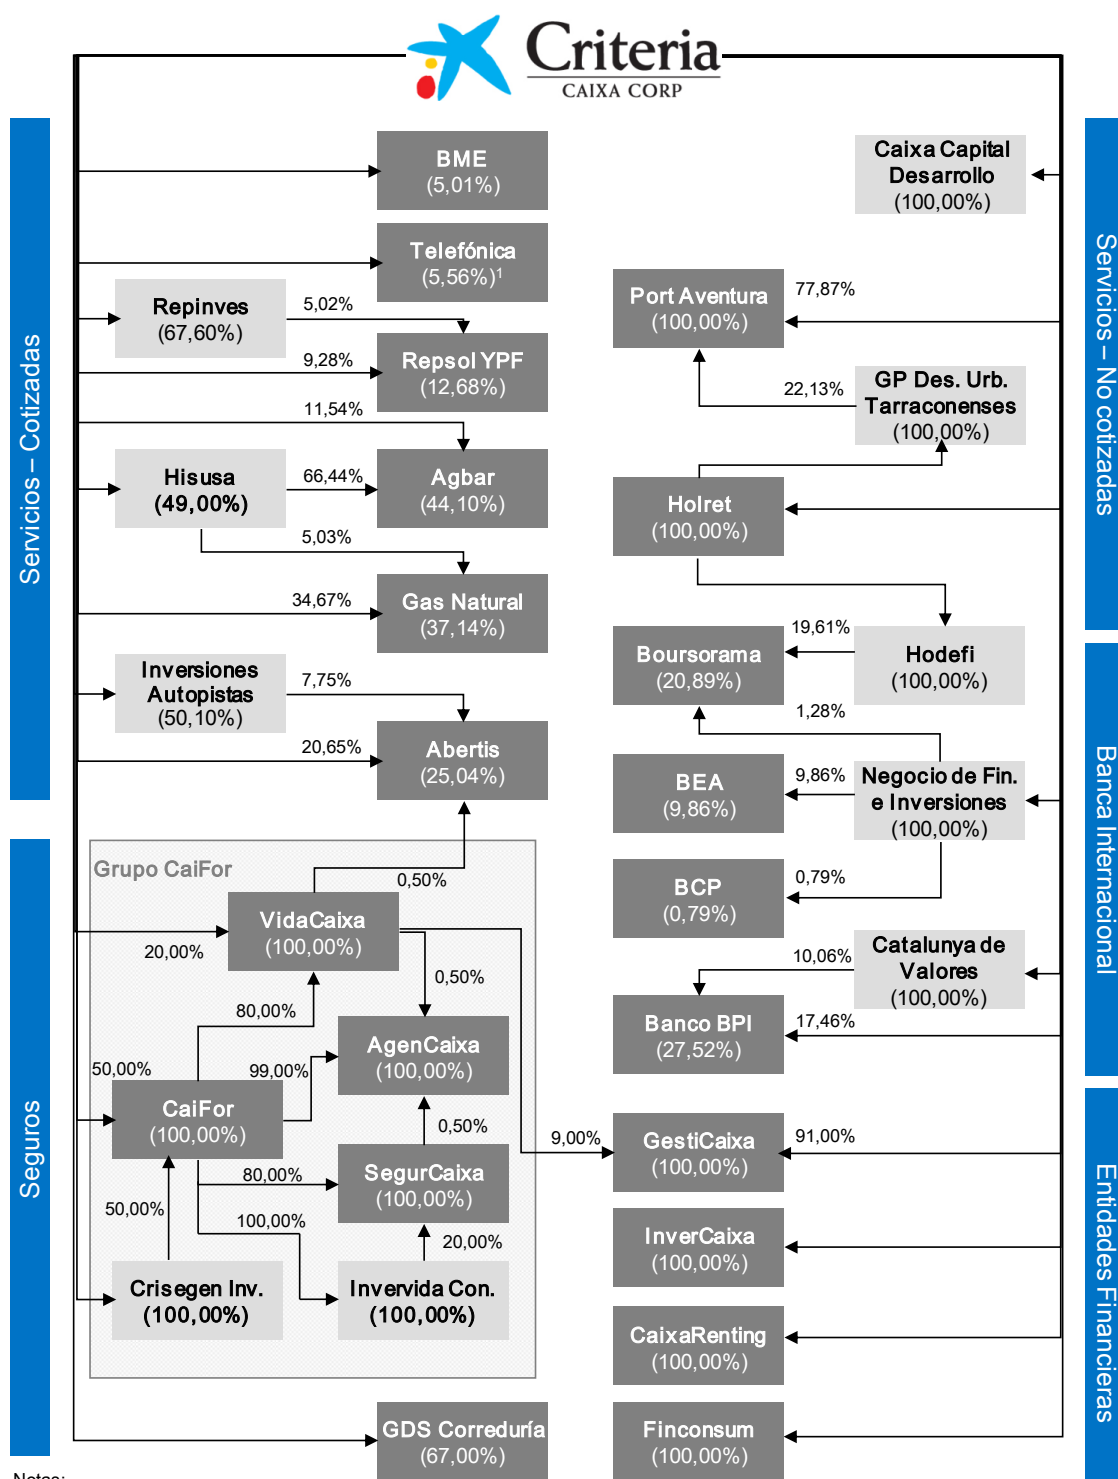 Criteria
CAIXA CORP
Servicios – Cotizadas
BME
(5,01%)
Telefónica
(5,56%)¹
Repinves
(67,60%)
5,02%
9,28%
Repsol YPF
(12,68%)
11,54%
Hisusa
(49,00%)
66,44%
Agbar
(44,10%)
5,03%
34,67%
Gas Natural
(37,14%)
Inversiones
Autopistas
(50,10%)
7,75%
20,65%
Abertis
(25,04%)
Seguros
Grupo CaiFor
0,50%
VidaCaixa
(100,00%)
20,00%
0,50%
80,00%
AgenCaixa
(100,00%)
50,00%
99,00%
CaiFor
(100,00%)
0,50%
80,00%
SegurCaixa
(100,00%)
50,00%
100,00%
20,00%
Crisegen Inv.
(100,00%)
Invervida Con.
(100,00%)
GDS Correduría
(67,00%)
Servicios – No cotizadas
Caixa Capital
Desarrollo
(100,00%)
Port Aventura
(100,00%)
77,87%
22,13%
GP Des. Urb.
Tarraconenses
(100,00%)
Holret
(100,00%)
Banca Internacional
Boursorama
(20,89%)
19,61%
Hodefi
(100,00%)
1,28%
BEA
(9,86%)
9,86%
Negocio de Fin.
e Inversiones
(100,00%)
BCP
(0,79%)
0,79%
Catalunya de
Valores
(100,00%)
10,06%
Banco BPI
(27,52%)
17,46%
Entidades Financieras
9,00%
GestiCaixa
(100,00%)
91,00%
InverCaixa
(100,00%)
CaixaRenting
(100,00%)
Finconsum
(100,00%)
Notas: